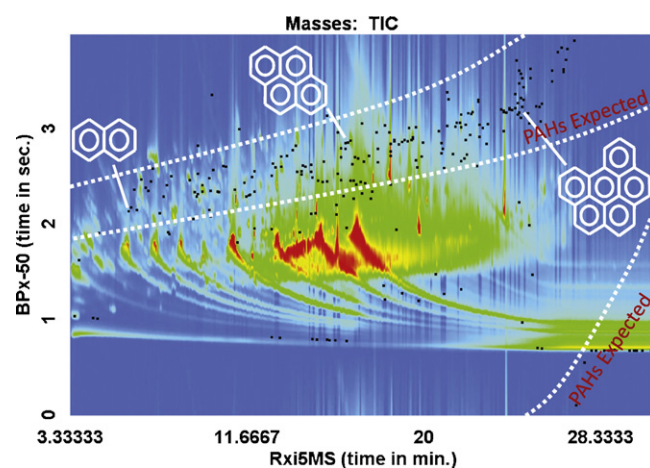 Masses: TIC
BPx-50 (time in sec.)
3
2
1
0
PAHs Expected
PAHs Expected
3.33333 11.6667 20 28.3333
Rxi5MS (time in min.)